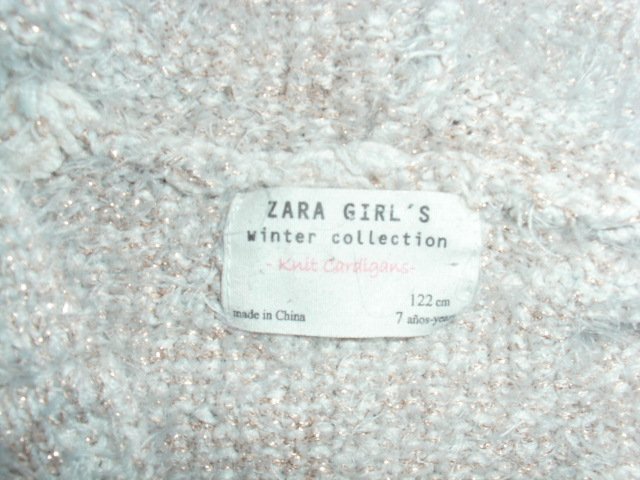 ZARA GIRL´S
winter collection
- Knit Cardigans-
122 cm
made in China 7 años-years